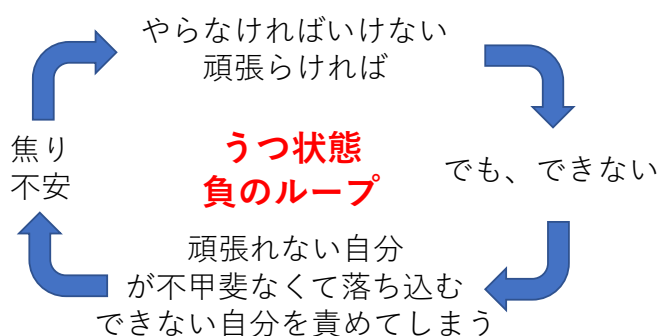 やらなければいけない
頑張らければ
でも、できない
頑張れない自分
が不甲斐なくて落ち込む
できない自分を責めてしまう
焦り
不安
うつ状態
負のループ